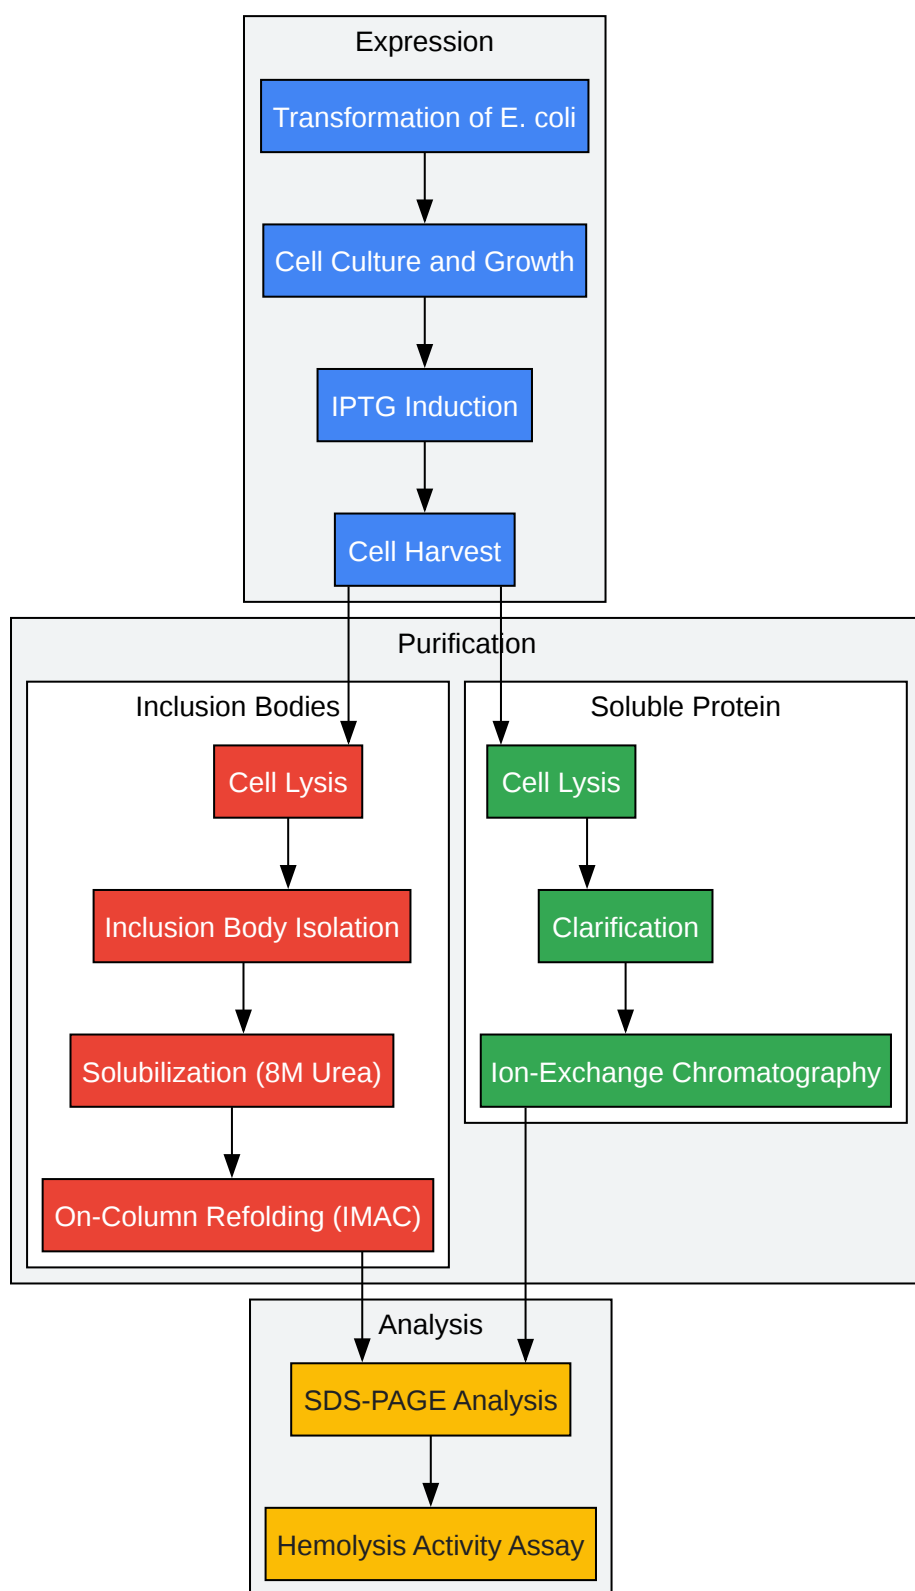 Expression
Transformation of E. coli
Cell Culture and Growth
IPTG Induction
Cell Harvest
Purification
Inclusion Bodies
Cell Lysis
Inclusion Body Isolation
Solubilization (8M Urea)
On-Column Refolding (IMAC)
Soluble Protein
Cell Lysis
Clarification
Ion-Exchange Chromatography
Analysis
SDS-PAGE Analysis
Hemolysis Activity Assay